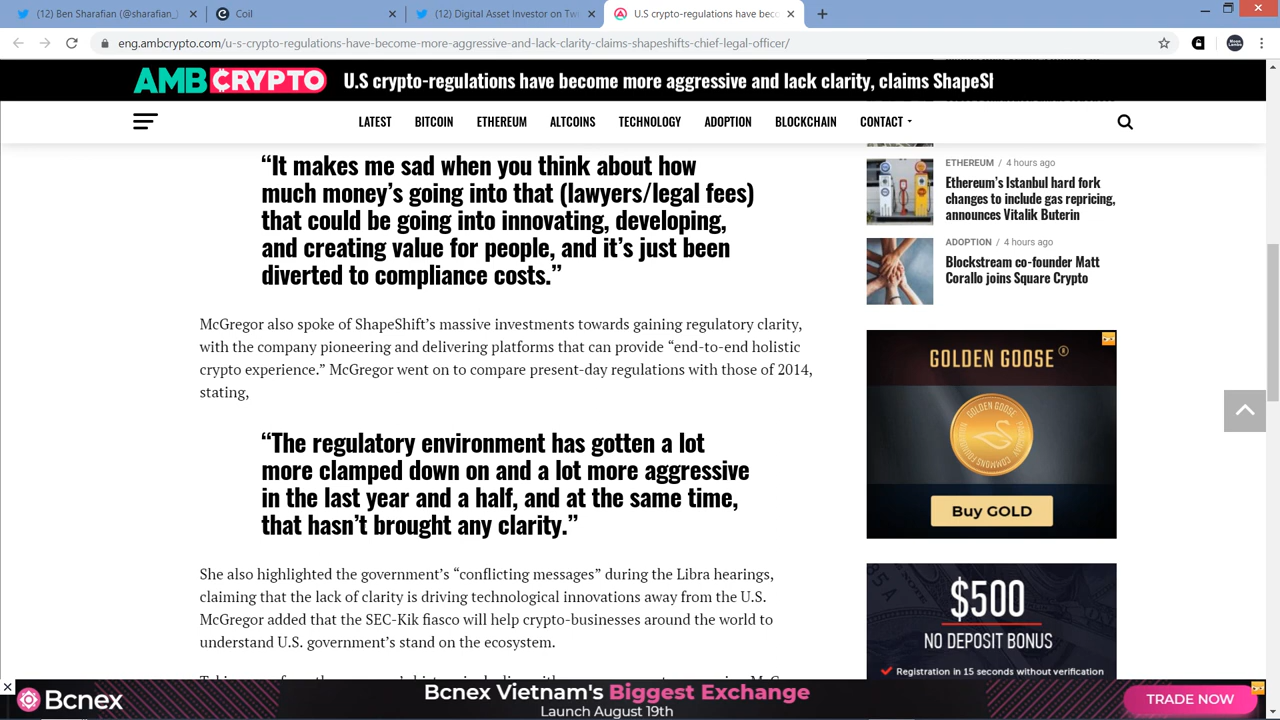 (12) Ben Sharafian (@sharafian_)
Coil
(12) Digital Asset Investor on Tw
U.S crypto-regulations have beco
eng.ambcrypto.com/u-s-crypto-regulations-have-become-more-aggressive-and-lack-clarity-claims-shapeshifts-chief-legal-officer/
AMBCRYPTO
U.S crypto-regulations have become more aggressive and lack clarity, claims ShapeSl
LATEST BITCOIN ETHEREUM ALTCOINS TECHNOLOGY ADOPTION BLOCKCHAIN CONTACT
“It makes me sad when you think about how
much money’s going into that (lawyers/legal fees)
that could be going into innovating, developing,
and creating value for people, and it’s just been
diverted to compliance costs.”
McGregor also spoke of ShapeShift’s massive investments towards gaining regulatory clarity,
with the company pioneering and delivering platforms that can provide “end-to-end holistic
crypto experience.” McGregor went on to compare present-day regulations with those of 2014,
stating,
“The regulatory environment has gotten a lot
more clamped down on and a lot more aggressive
in the last year and a half, and at the same time,
that hasn’t brought any clarity.”
She also highlighted the government’s “conflicting messages” during the Libra hearings,
claiming that the lack of clarity is driving technological innovations away from the U.S.
McGregor added that the SEC-Kik fiasco will help crypto-businesses around the world to
understand U.S. government’s stand on the ecosystem.
ETHEREUM / 4 hours ago
Ethereum’s Istanbul hard fork
changes to include gas repricing,
announces Vitalik Buterin
ADOPTION / 4 hours ago
Blockstream co-founder Matt
Corallo joins Square Crypto
GOLDEN GOOSE®
GOLDEN GOOSE
Buy GOLD
$500
NO DEPOSIT BONUS
Registration in 15 seconds without verification
Bcnex
Bcnex Vietnam's Biggest Exchange
Launch August 19th
TRADE NOW